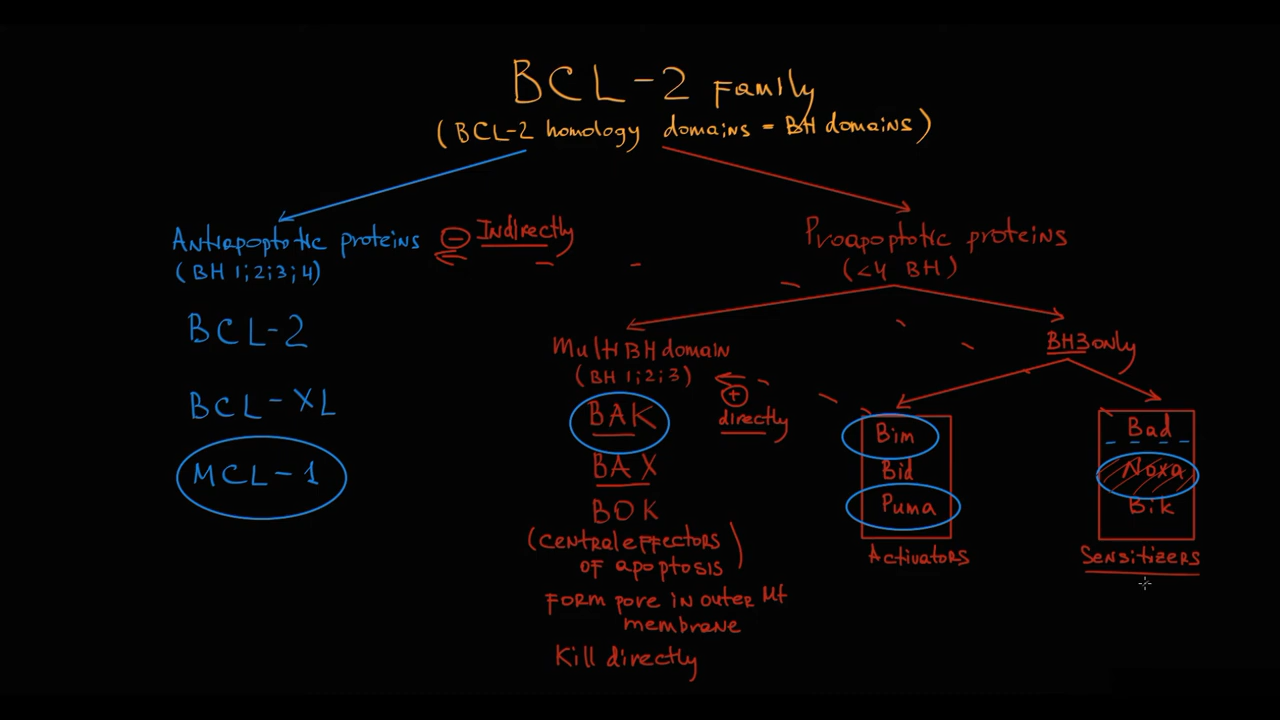 BCL-2 Family
(BCL-2 homology domains = BH domains)
Antiapoptotic proteins
(BH 1;2;3;4)
BCL-2
BCL-XL
MCL-1
− Indirectly
Proapoptotic proteins
(<4 BH)
Multi BH domain
(BH 1;2;3)
BAK
BAX
BOK
(Central effectors
of apoptosis)
Form pore in outer Mt
membrane
Kill directly
+
directly
BH3 only
Bim
Bid
Puma
Activators
Bad
Noxa
Bik
Sensitizers